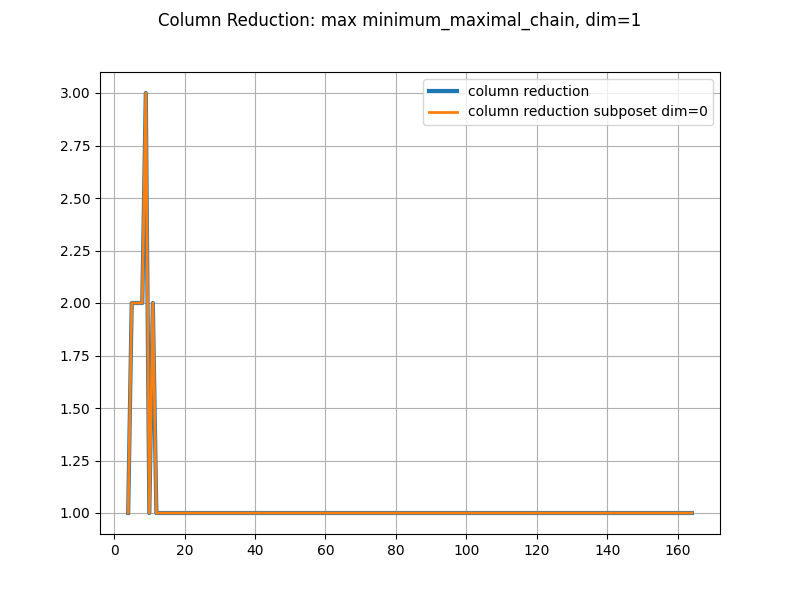 Column Reduction: max minimum_maximal_chain, dim=1
column reduction
column reduction subposet dim=0
3.00
2.75
2.50
2.25
2.00
1.75
1.50
1.25
1.00
0 20 40 60 80 100 120 140 160